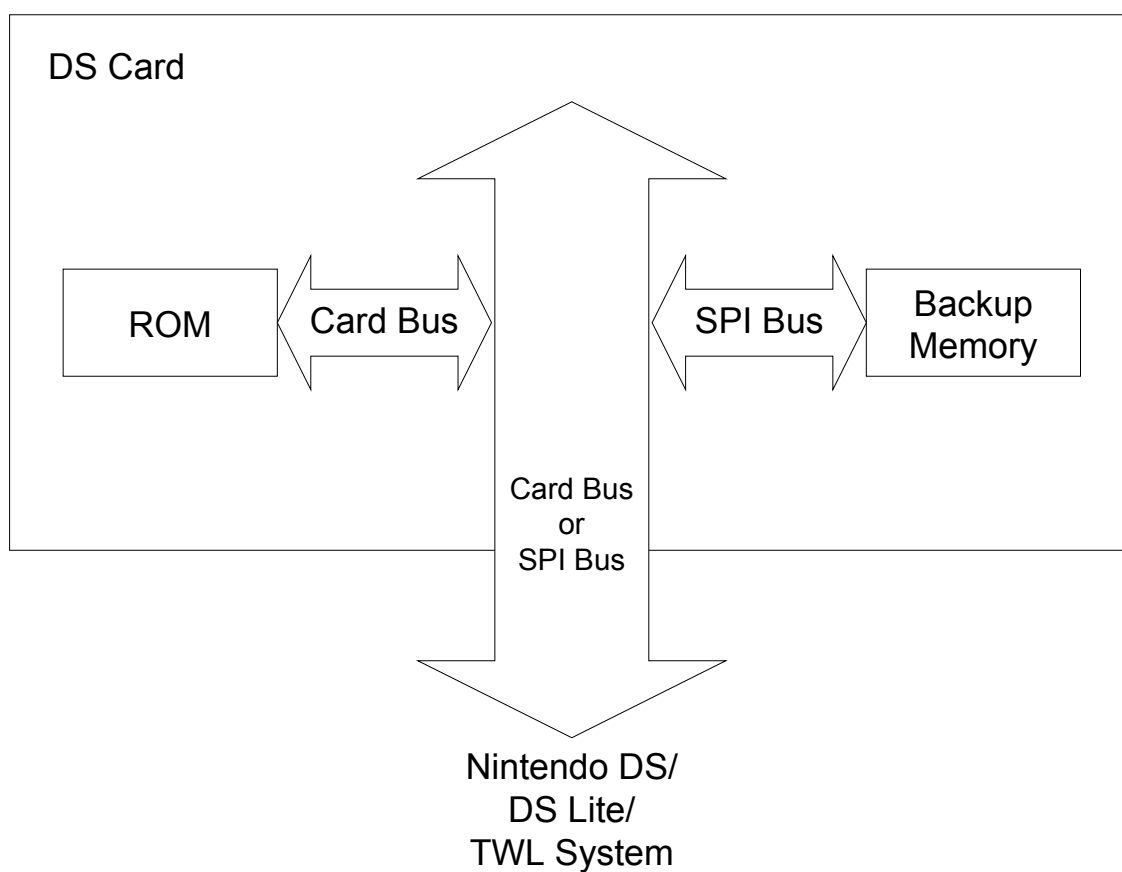 DS Card
ROM
Card Bus
SPI Bus
Backup
Memory
Card Bus
or
SPI Bus
Nintendo DS/
DS Lite/
TWL System